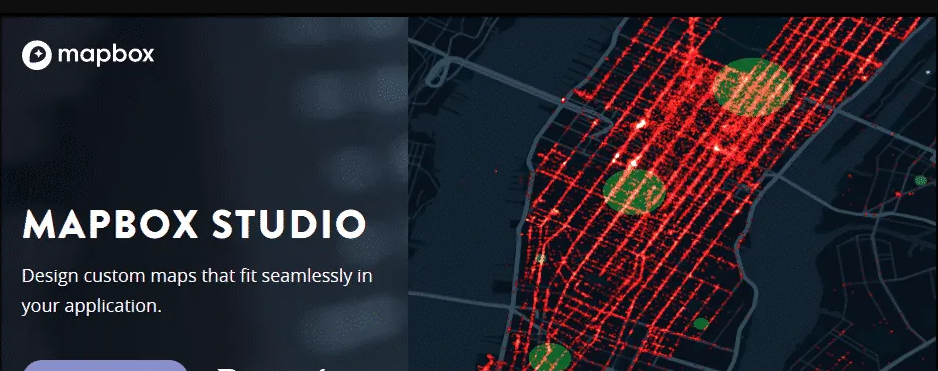 mapbox
MAPBOX STUDIO
Design custom maps that fit seamlessly in
your application.